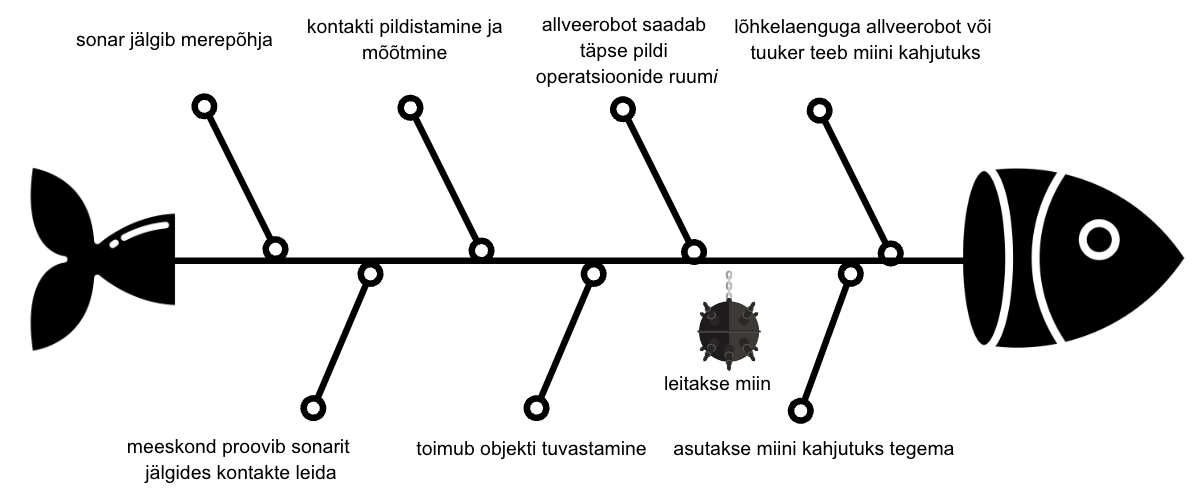 sonar jälgib merepõhja
kontakti pildistamine ja
mõõtmine
allveerobot saadab
täpse pildi
operatsioonide ruumi
lõhkelaenguga allveerobot või
tuuker teeb miini kahjutuks
leitakse miin
meeskond proovib sonarit
jälgides kontakte leida
toimub objekti tuvastamine
asutakse miini kahjutuks tegema